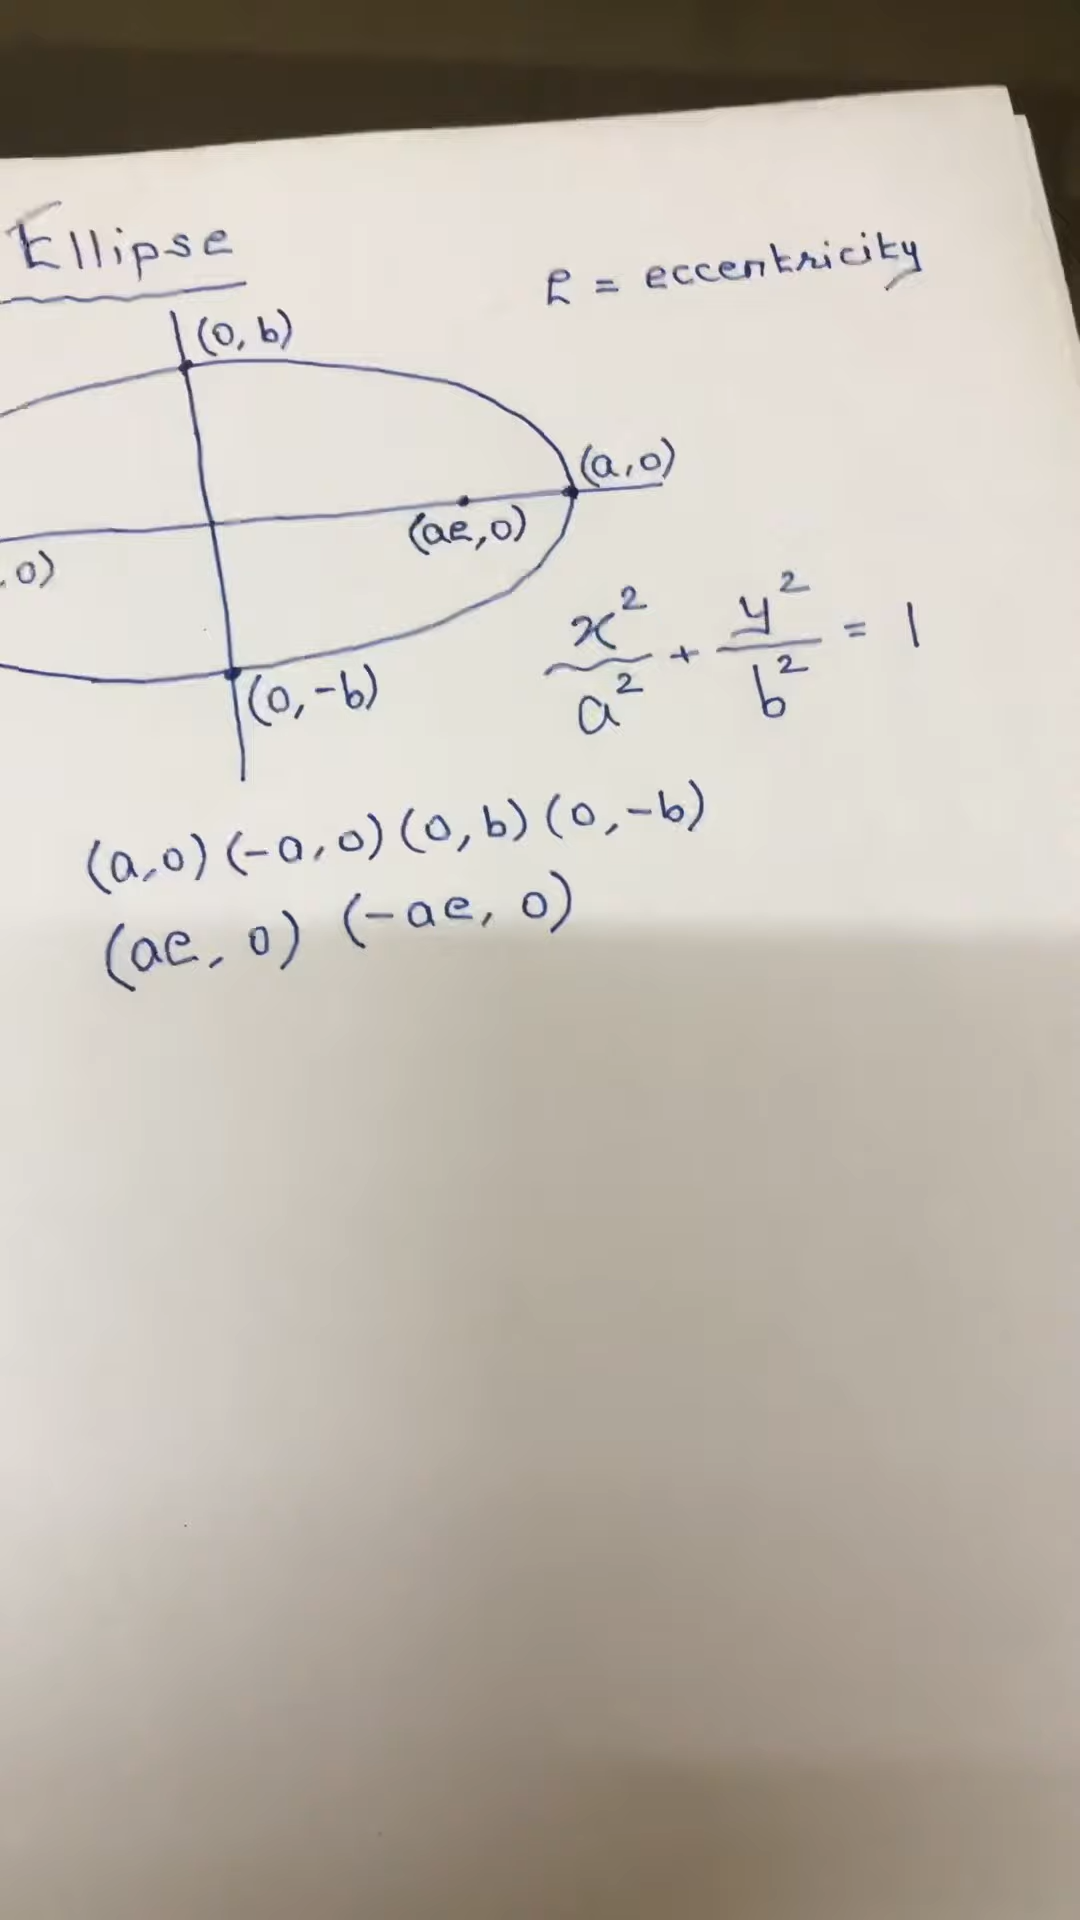 Ellipse
e = eccentricity
(0, b)
(a, 0)
(ae, 0)
, 0)
(0, -b)
x²/a² + y²/b² = 1
(a, 0) (-a, 0) (0, b) (0, -b)
(ae, 0) (-ae, 0)